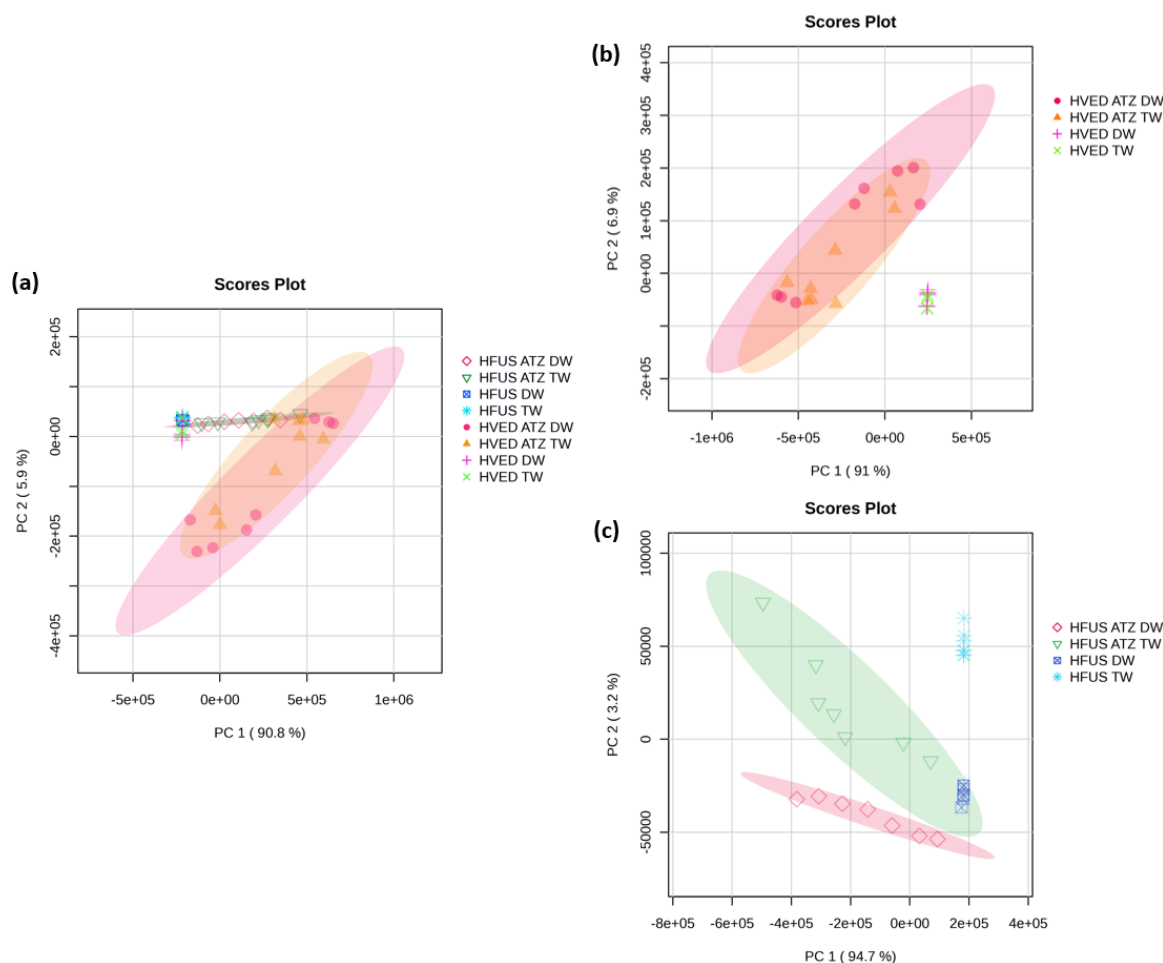 (a)
Scores Plot
PC 2 ( 5.9 %)
2e+05
0e+00
-2e+05
-4e+05
-5e+05 0e+00 5e+05 1e+06
PC 1 ( 90.8 %)
HFUS ATZ DW
HFUS ATZ TW
HFUS DW
HFUS TW
HVED ATZ DW
HVED ATZ TW
HVED DW
HVED TW
(b)
Scores Plot
PC 2 ( 6.9 %)
4e+05
3e+05
2e+05
1e+05
0e+00
-2e+05
-1e+06 -5e+05 0e+00 5e+05
PC 1 ( 91 %)
HVED ATZ DW
HVED ATZ TW
HVED DW
HVED TW
(c)
Scores Plot
PC 2 ( 3.2 %)
100000
50000
0
-50000
-8e+05 -6e+05 -4e+05 -2e+05 0e+00 2e+05 4e+05
PC 1 ( 94.7 %)
HFUS ATZ DW
HFUS ATZ TW
HFUS DW
HFUS TW